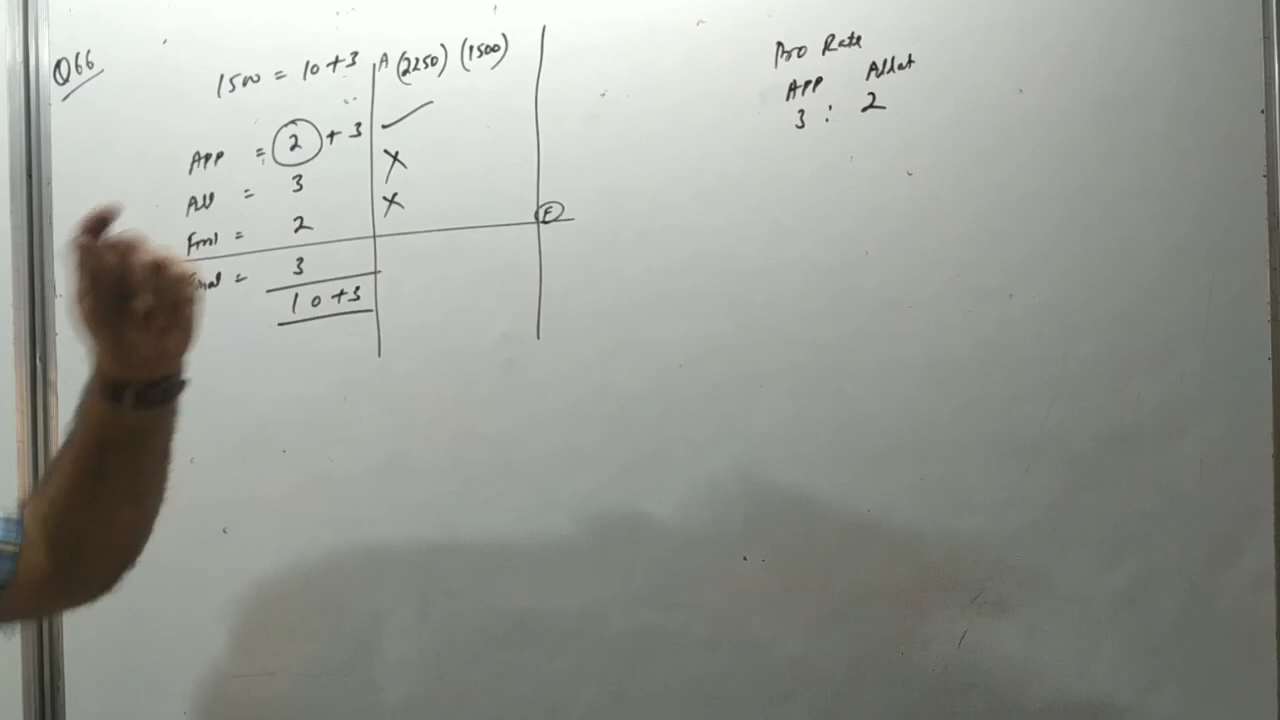 Q66
1500 = 10+3
A (2250) (1500)
APP = 2 + 3 ✓
All = 3 X
Fml = 2 X
F
= 3
10+3
Pro Rate
APP Allot
3 : 2